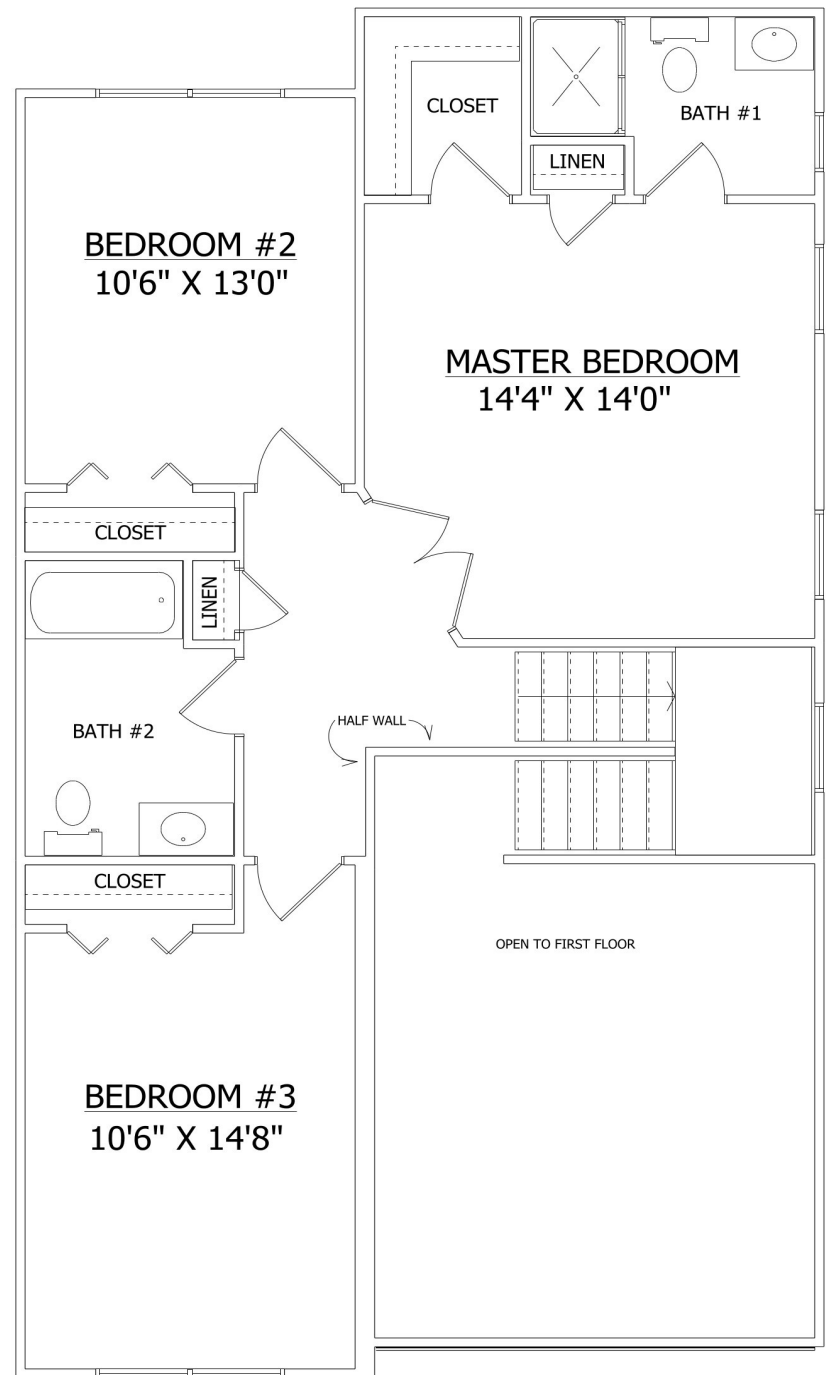 CLOSET
BATH #1
LINEN
BEDROOM #2
10'6" X 13'0"
MASTER BEDROOM
14'4" X 14'0"
CLOSET
LINEN
BATH #2
HALF WALL
CLOSET
OPEN TO FIRST FLOOR
BEDROOM #3
10'6" X 14'8"